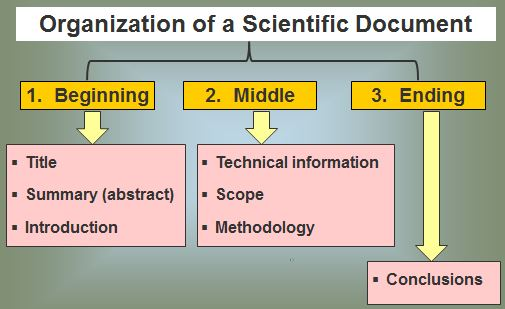 Organization of a Scientific Document
1. Beginning
2. Middle
3. Ending
▪ Title
▪ Summary (abstract)
▪ Introduction
▪ Technical information
▪ Scope
▪ Methodology
▪ Conclusions